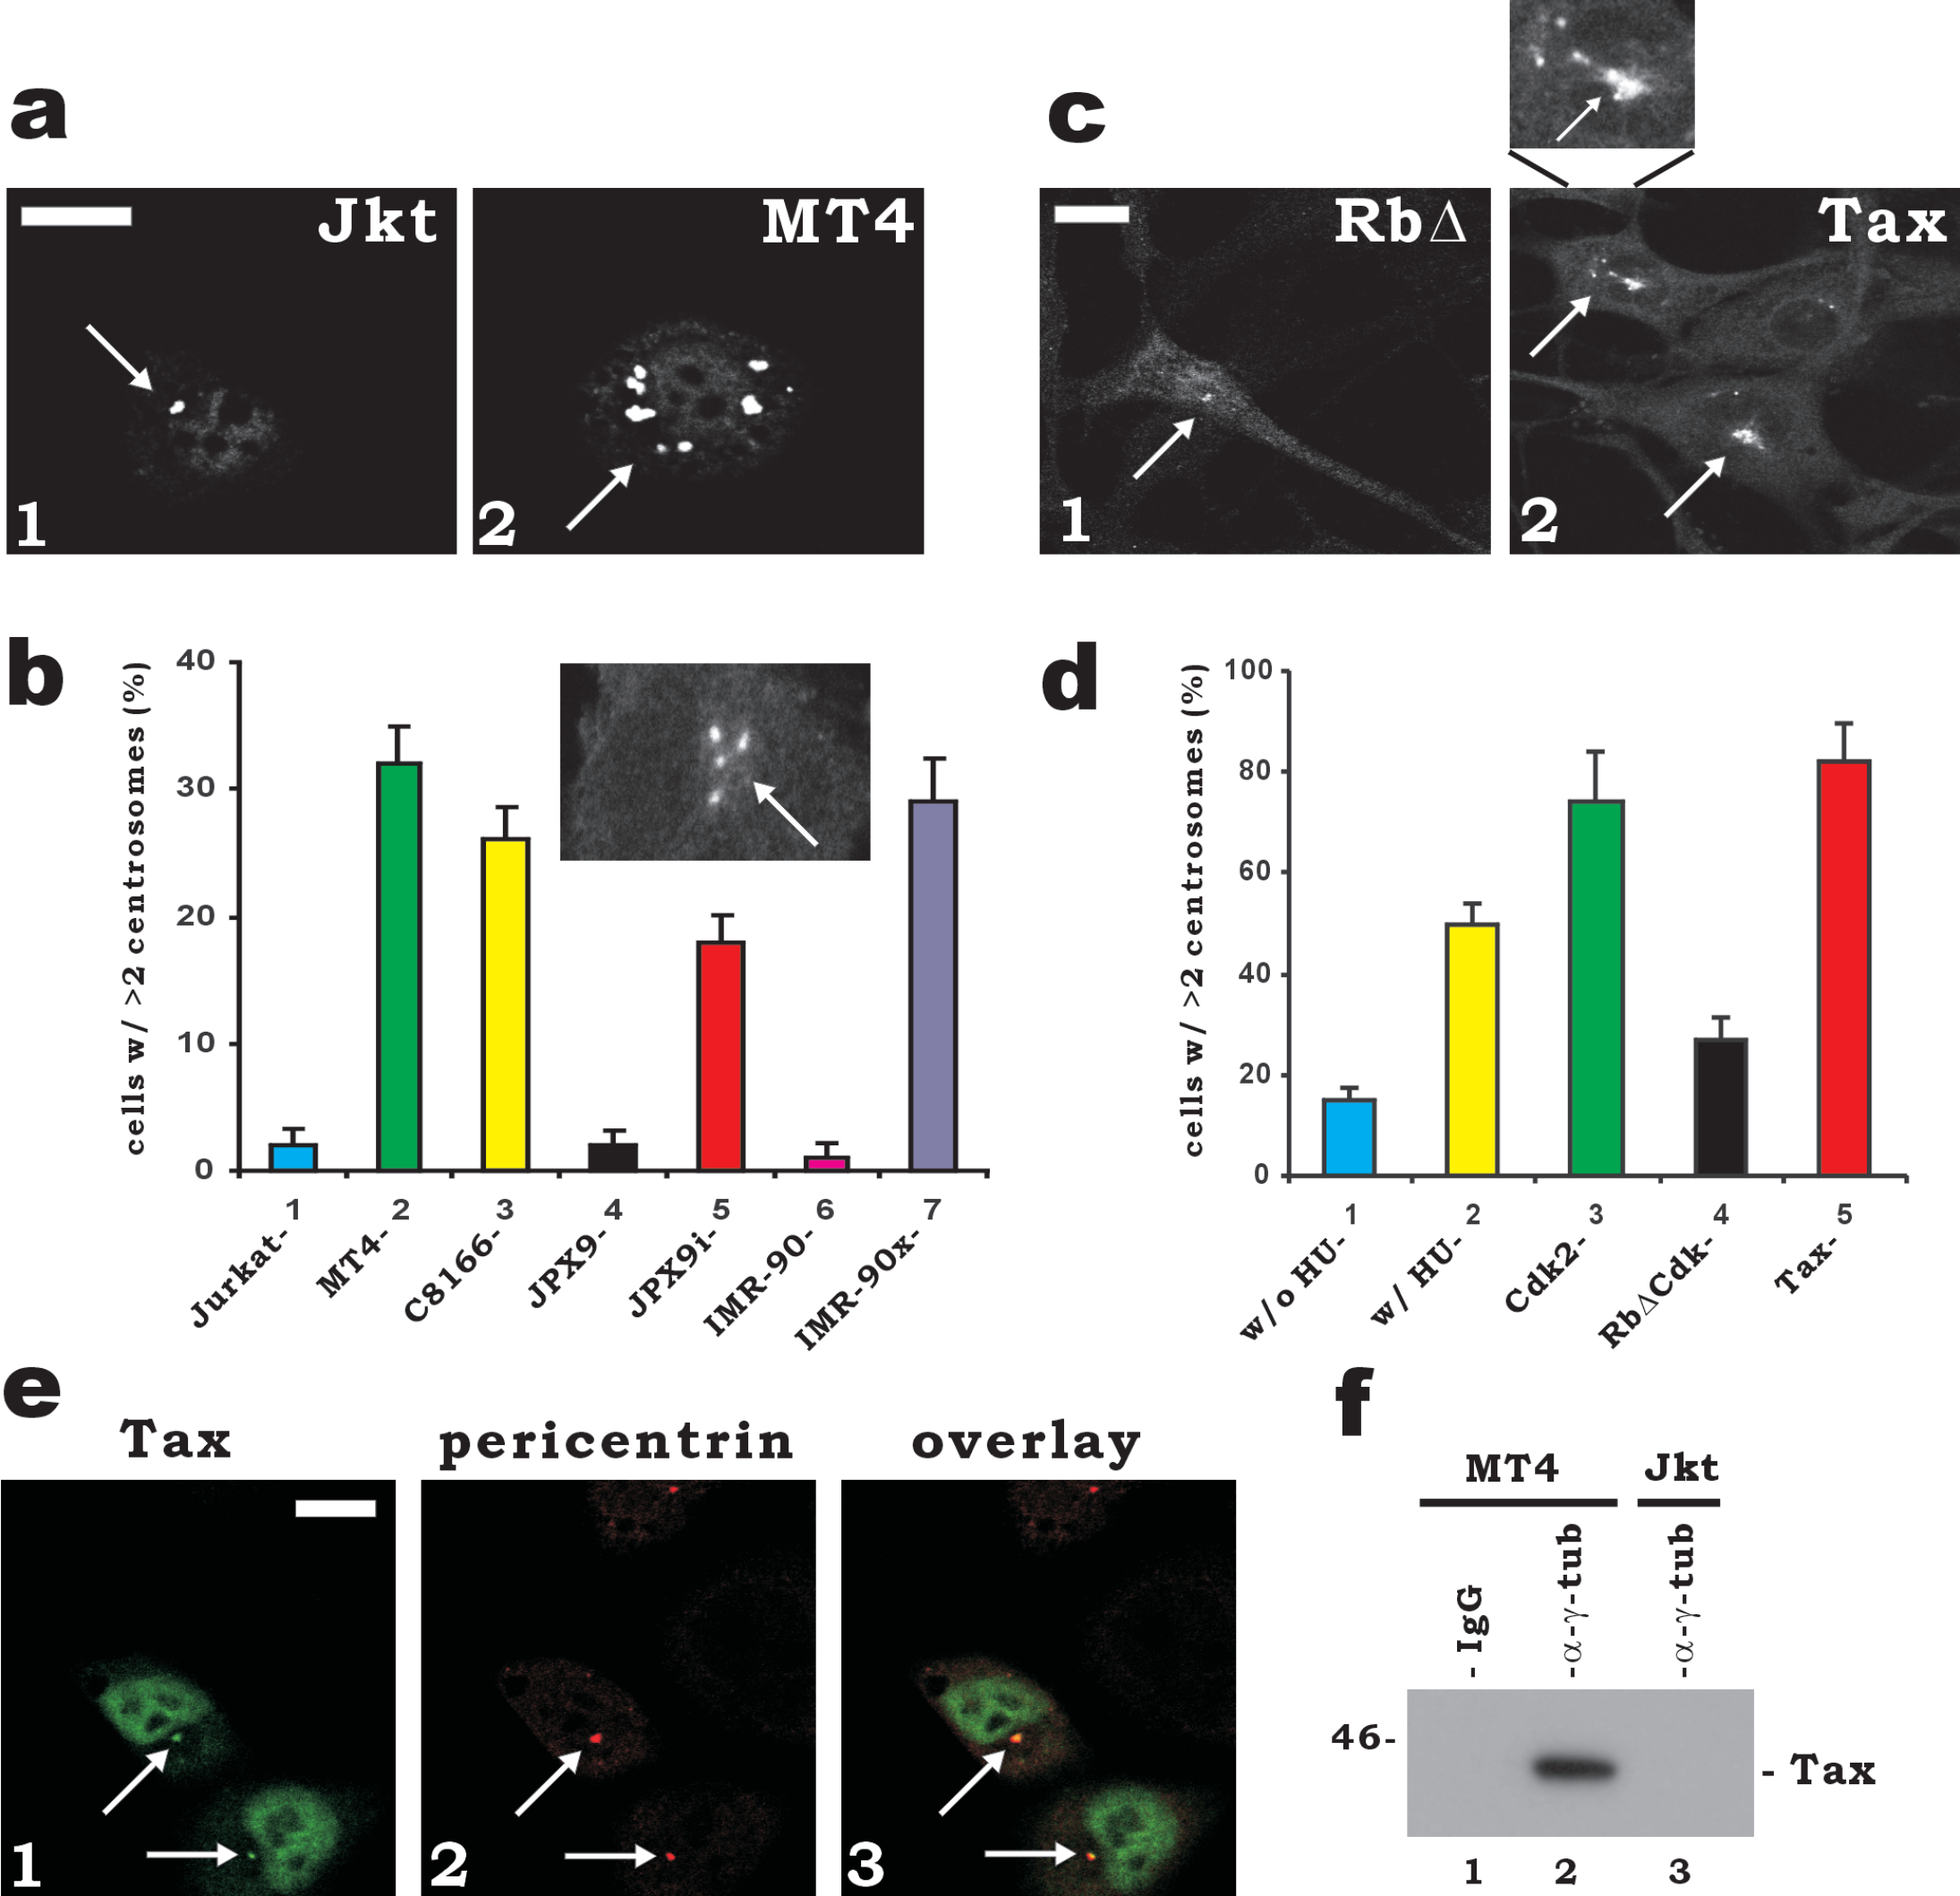 a
Jkt
1
MT4
2
c
RbΔ
1
Tax
2
b
cells w/ >2 centrosomes (%)
40
30
20
10
0
1 2 3 4 5 6 7
Jurkat-
MT4-
C8166-
JPX9-
JPX9i-
IMR-90-
IMR-90x-
d
cells w/ >2 centrosomes (%)
100
80
60
40
20
0
1 2 3 4 5
w/o HU-
w/ HU-
Cdk2-
RbΔCdk-
Tax-
e
Tax pericentrin overlay
1 2 3
f
MT4 Jkt
- IgG
-α-γ-tub
-α-γ-tub
46-
- Tax
1 2 3